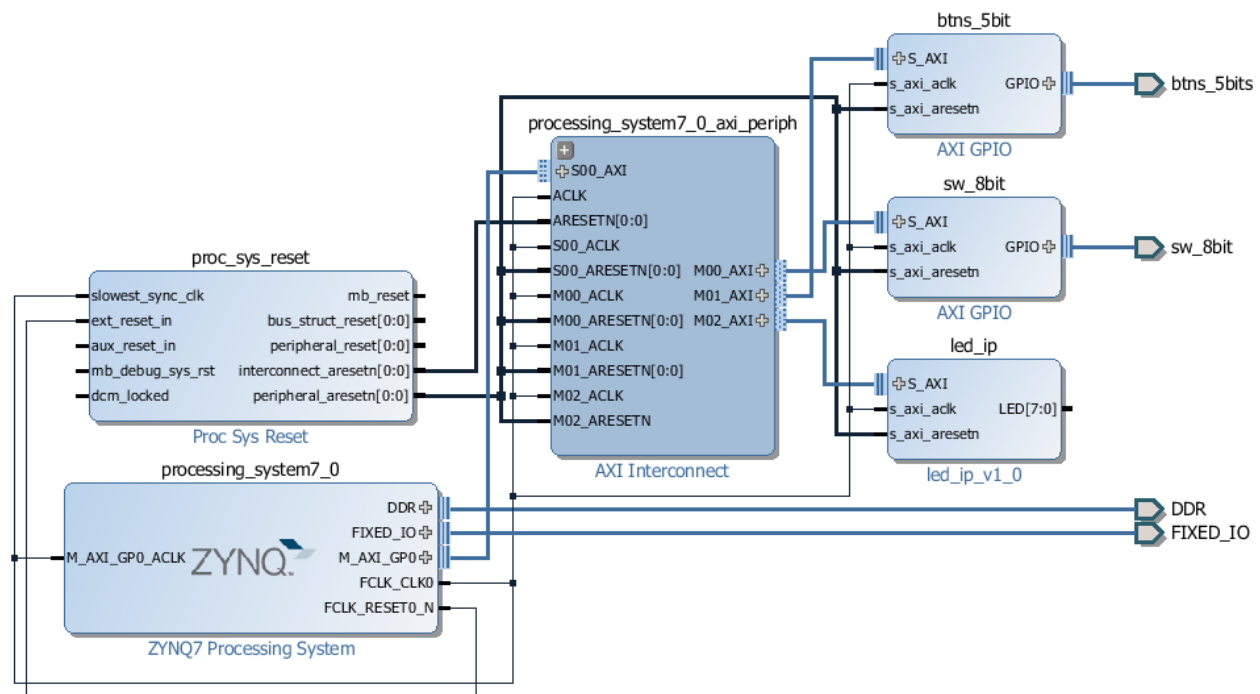 btns_5bit
S_AXI
s_axi_aclk
s_axi_aresetn
GPIO
AXI GPIO
btns_5bits
processing_system7_0_axi_periph
S00_AXI
ACLK
ARESETN[0:0]
S00_ACLK
S00_ARESETN[0:0]
M00_ACLK
M00_ARESETN[0:0]
M01_ACLK
M01_ARESETN[0:0]
M02_ACLK
M02_ARESETN
M00_AXI
M01_AXI
M02_AXI
AXI Interconnect
sw_8bit
S_AXI
s_axi_aclk
s_axi_aresetn
GPIO
AXI GPIO
sw_8bit
proc_sys_reset
slowest_sync_clk
ext_reset_in
aux_reset_in
mb_debug_sys_rst
dcm_locked
mb_reset
bus_struct_reset[0:0]
peripheral_reset[0:0]
interconnect_aresetn[0:0]
peripheral_aresetn[0:0]
Proc Sys Reset
led_ip
S_AXI
s_axi_aclk
s_axi_aresetn
LED[7:0]
led_ip_v1_0
processing_system7_0
M_AXI_GP0_ACLK
ZYNQ
DDR
FIXED_IO
M_AXI_GP0
FCLK_CLK0
FCLK_RESET0_N
ZYNQ7 Processing System
DDR
FIXED_IO